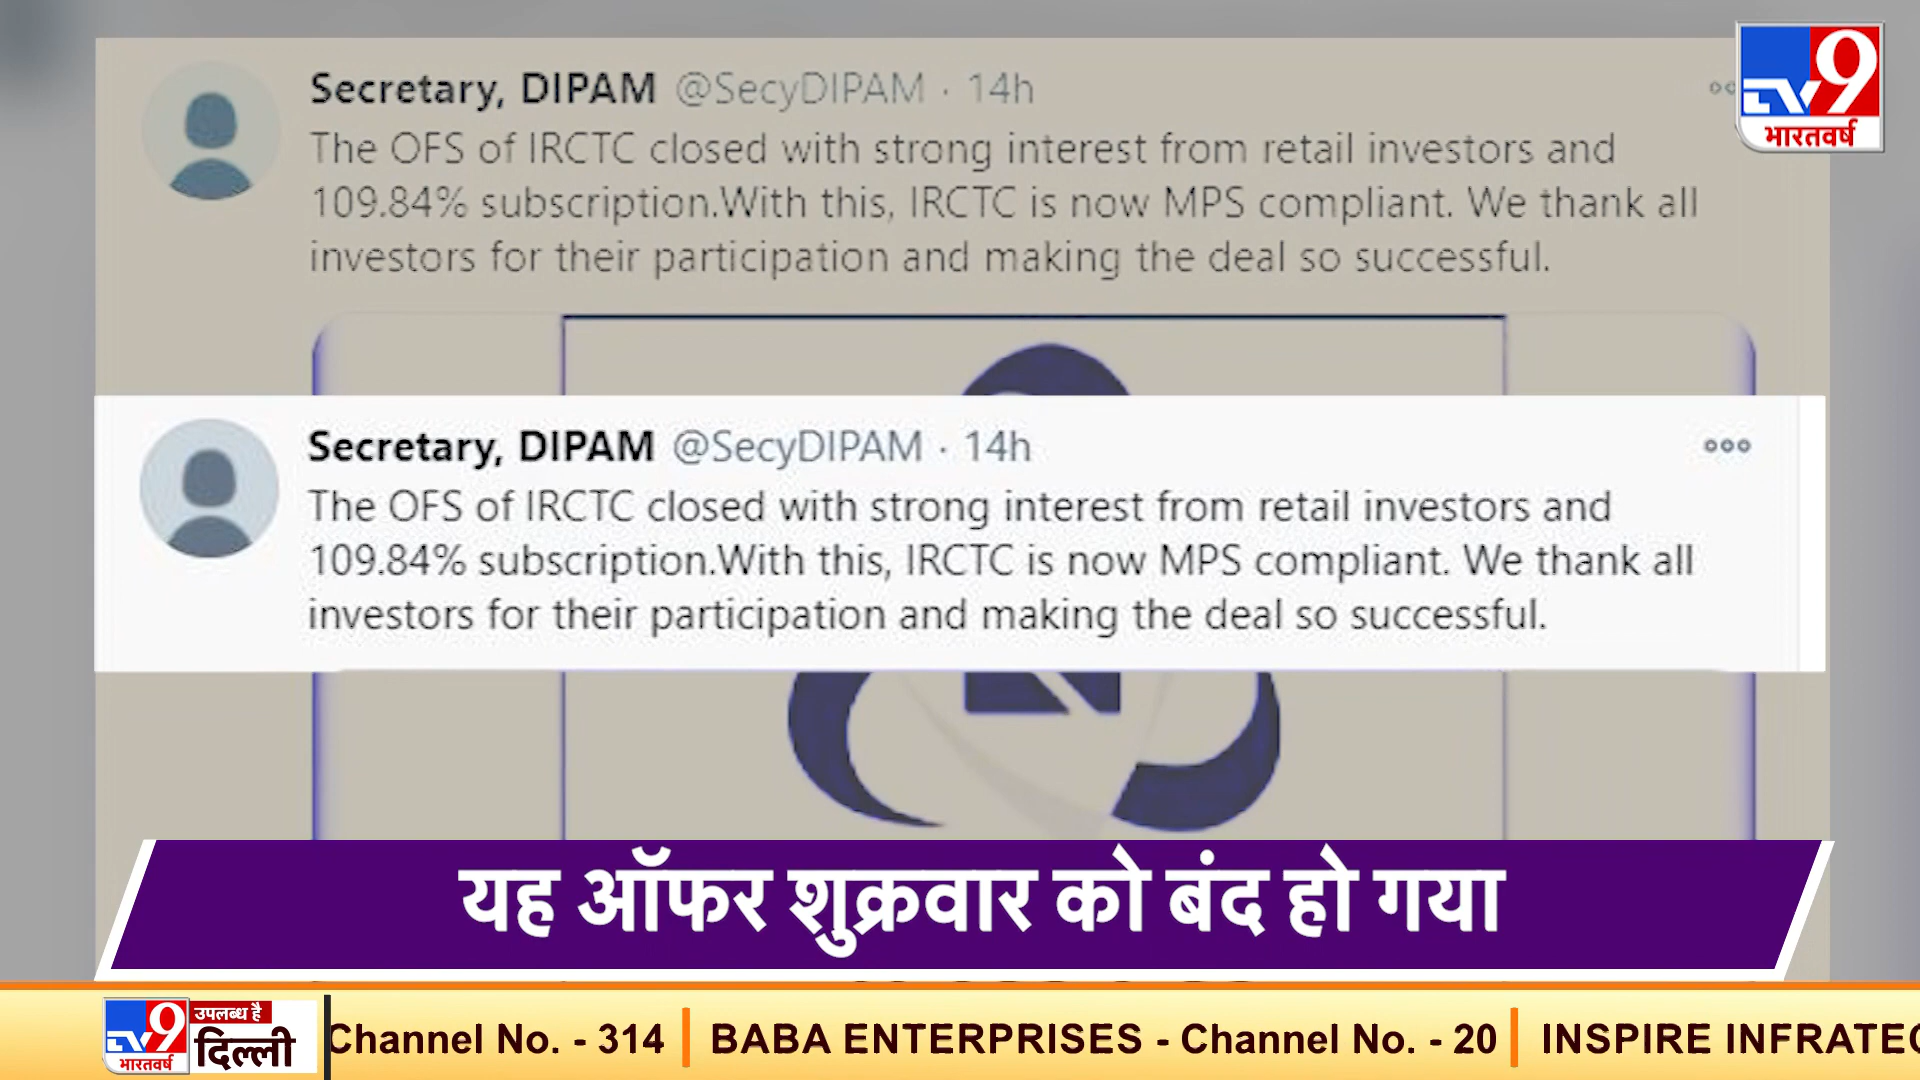 Secretary, DIPAM @SecyDIPAM · 14h
The OFS of IRCTC closed with strong interest from retail investors and
109.84% subscription.With this, IRCTC is now MPS compliant. We thank all
investors for their participation and making the deal so successful.
TV9
भारतवर्ष
Secretary, DIPAM @SecyDIPAM · 14h
The OFS of IRCTC closed with strong interest from retail investors and
109.84% subscription.With this, IRCTC is now MPS compliant. We thank all
investors for their participation and making the deal so successful.
यह ऑफर शुक्रवार को बंद हो गया
TV9
भारतवर्ष
उपलब्ध है
दिल्ली
Channel No. - 314 | BABA ENTERPRISES - Channel No. - 20 | INSPIRE